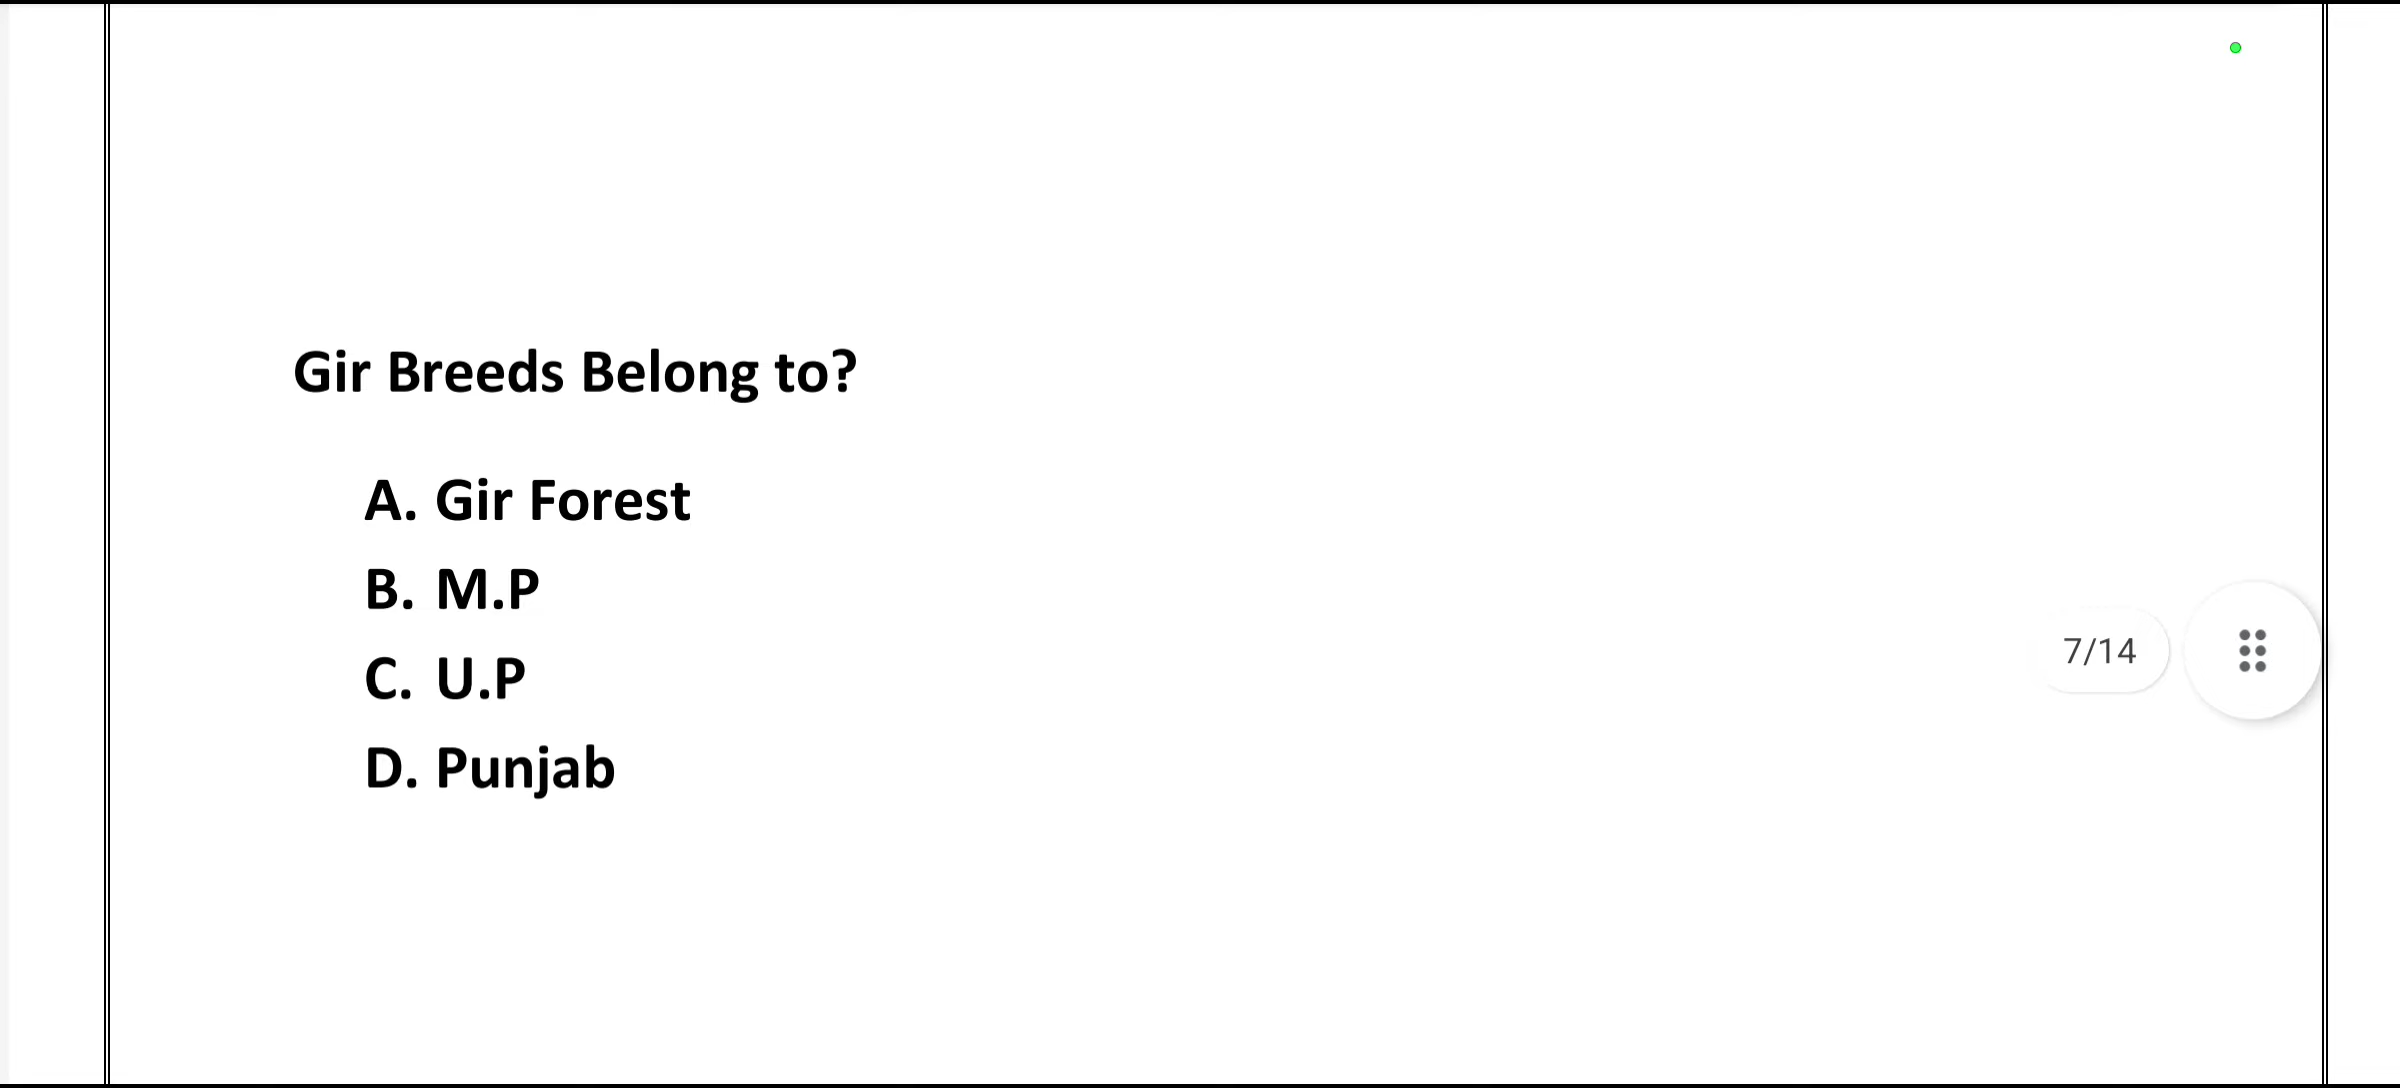 Gir Breeds Belong to?
A. Gir Forest
B. M.P
C. U.P
D. Punjab
7/14